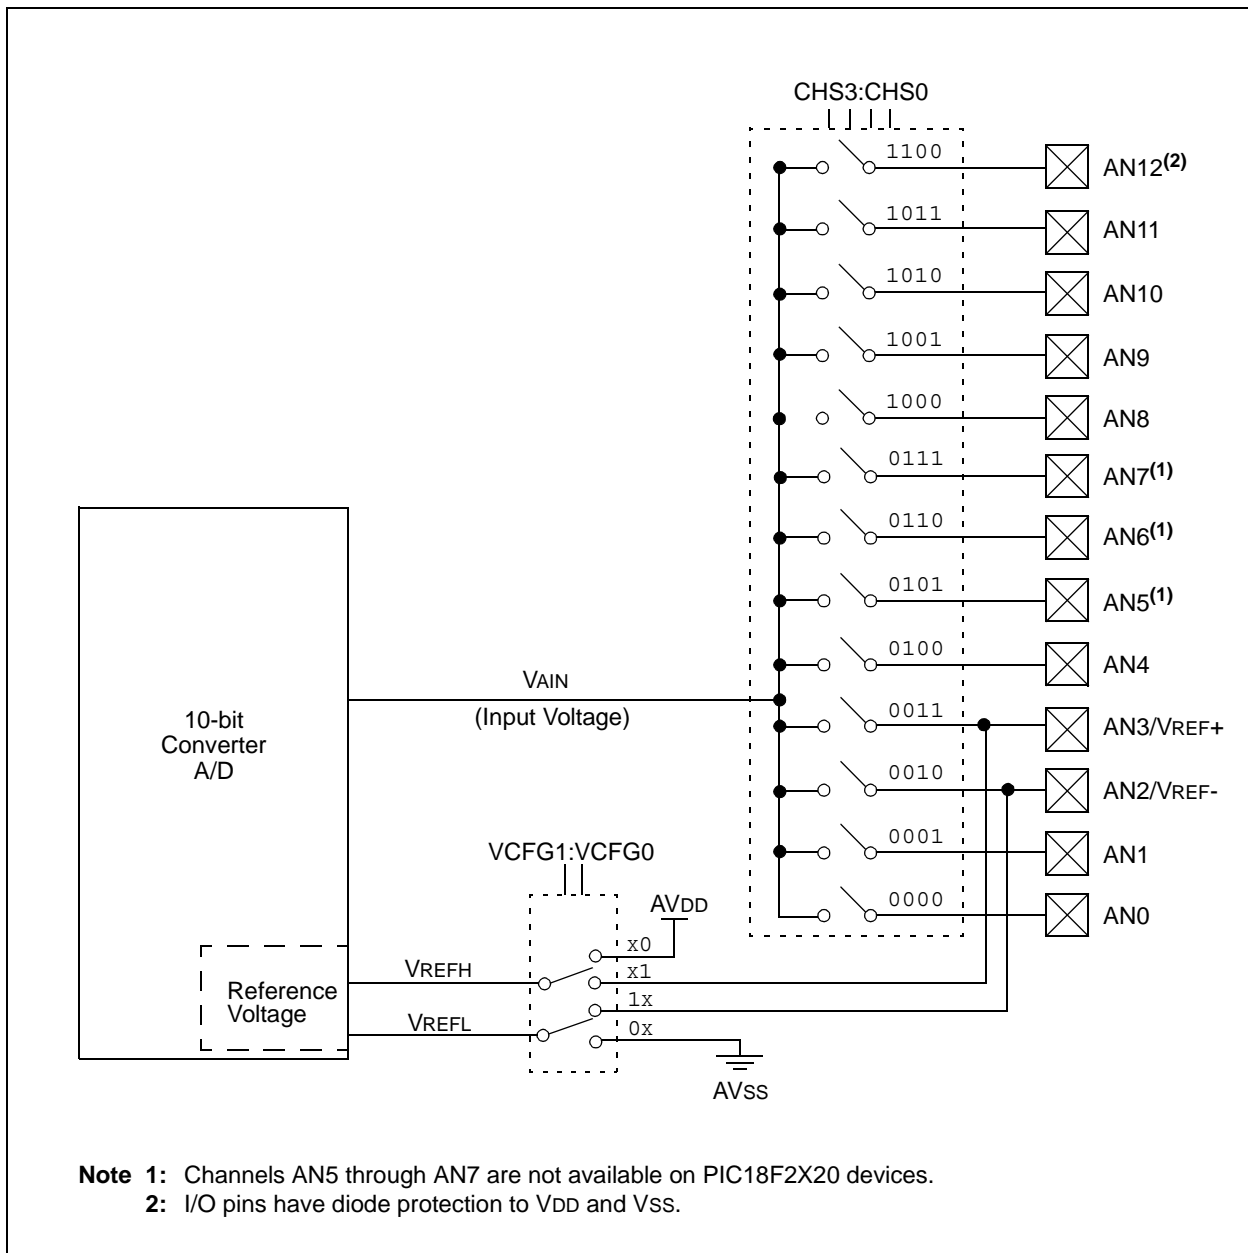 CHS3:CHS0
1100
AN12(2)
1011
AN11
1010
AN10
1001
AN9
1000
AN8
0111
AN7(1)
0110
AN6(1)
0101
AN5(1)
0100
AN4
VAIN
(Input Voltage)
10-bit
Converter
A/D
0011
AN3/VREF+
0010
AN2/VREF-
0001
AN1
0000
AN0
VCFG1:VCFG0
AVDD
x0
x1
1x
0x
VREFH
VREFL
Reference
Voltage
AVSS
Note 1: Channels AN5 through AN7 are not available on PIC18F2X20 devices.
2: I/O pins have diode protection to VDD and VSS.